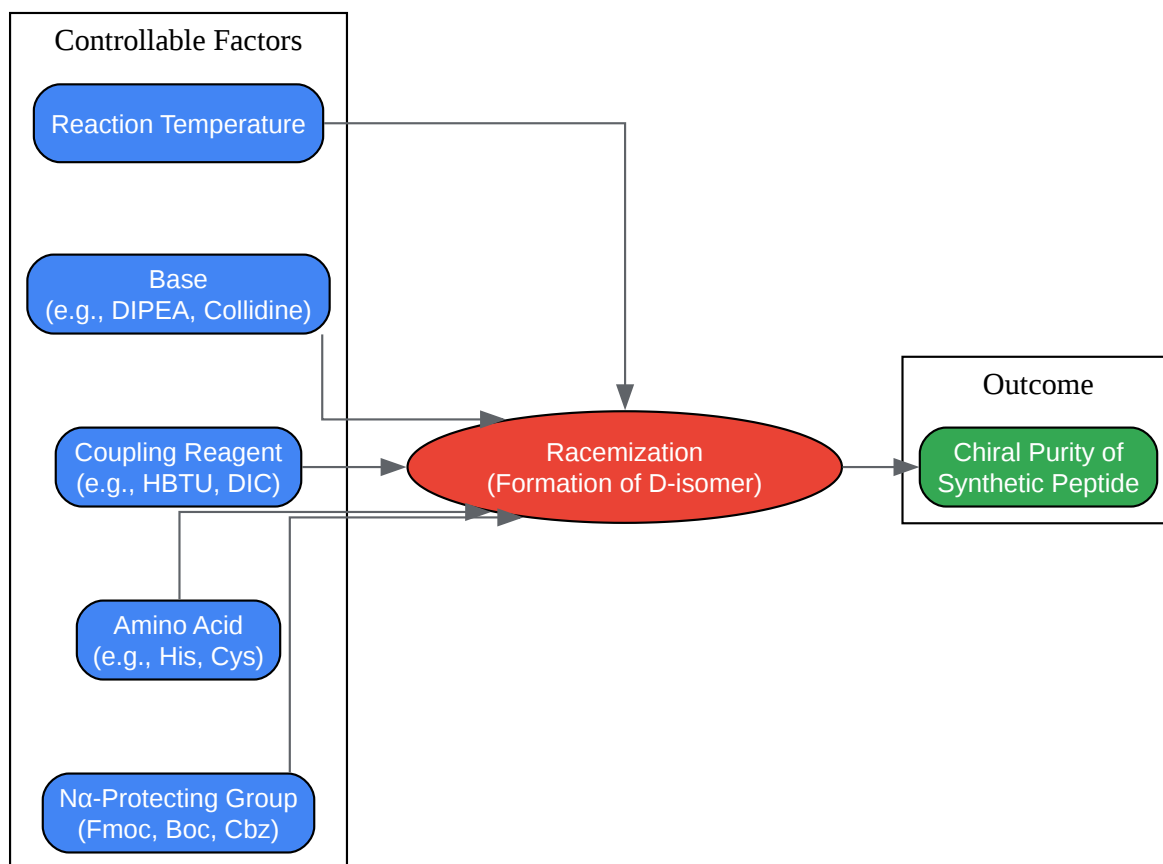 Controllable Factors
Reaction Temperature
Base
(e.g., DIPEA, Collidine)
Coupling Reagent
(e.g., HBTU, DIC)
Amino Acid
(e.g., His, Cys)
Nα-Protecting Group
(Fmoc, Boc, Cbz)
Racemization
(Formation of D-isomer)
Outcome
Chiral Purity of
Synthetic Peptide